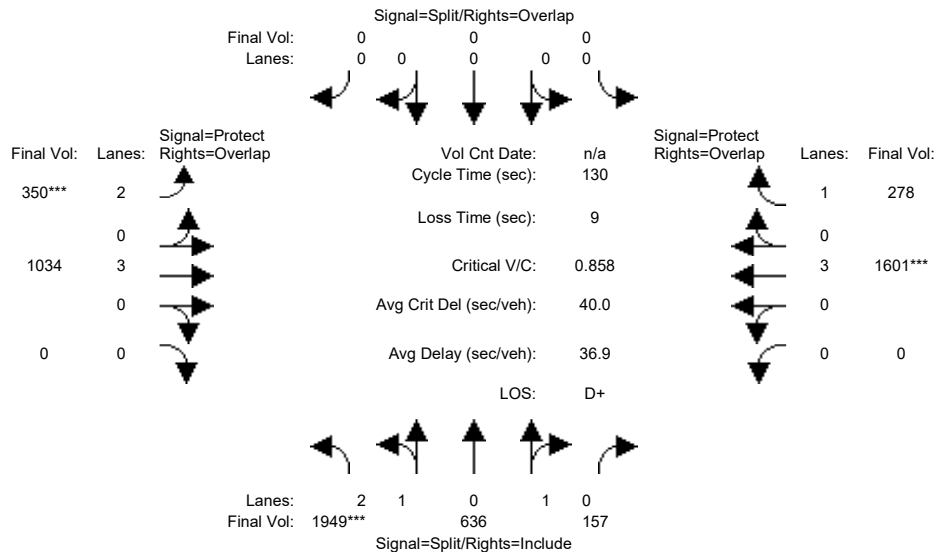 Signal=Split/Rights=Overlap
Final Vol: 0 0 0
Lanes: 0 0 0 0 0
Signal=Protect Signal=Protect
Final Vol: Lanes: Rights=Overlap Vol Cnt Date: n/a Rights=Overlap Lanes: Final Vol:
Cycle Time (sec): 130
350*** 2 1 278
Loss Time (sec): 9
0 0
1034 3 Critical V/C: 0.858 3 1601***
0 Avg Crit Del (sec/veh): 40.0 0
0 0 Avg Delay (sec/veh): 36.9 0 0
LOS: D+
Lanes: 2 1 0 1 0
Final Vol: 1949*** 636 157
Signal=Split/Rights=Include